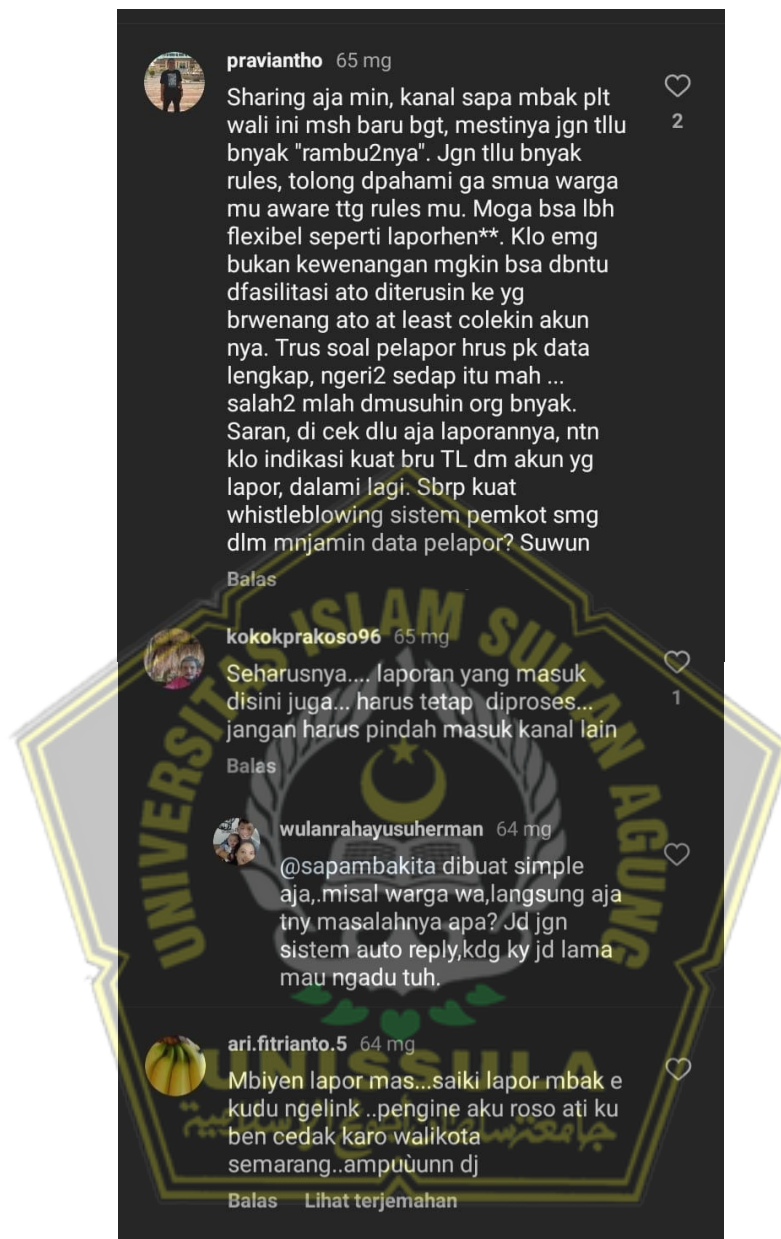 praviantho 65 mg
Sharing aja min, kanal sapa mbak plt
wali ini msh baru bgt, mestinya jgn tllu
bnyak "rambu2nya". Jgn tllu bnyak
rules, tolong dpahami ga smua warga
mu aware ttg rules mu. Moga bsa lbh
flexibel seperti laporhen**. Klo emg
bukan kewenangan mgkin bsa dbntu
dfasilitasi ato diterusin ke yg
brwenang ato at least colekin akun
nya. Trus soal pelapor hrus pk data
lengkap, ngeri2 sedap itu mah ...
salah2 mlah dmusuhin org bnyak.
Saran, di cek dlu aja laporannya, ntn
klo indikasi kuat bru TL dm akun yg
lapor, dalami lagi. Sbrp kuat
whistleblowing sistem pemkot smg
dlm mnjamin data pelapor? Suwun
2
Balas
kokokprakoso96 65 mg
Seharusnya.... laporan yang masuk
disini juga... harus tetap diproses...
jangan harus pindah masuk kanal lain
1
Balas
wulanrahayusuherman 64 mg
@sapambakita dibuat simple
aja,.misal warga wa,langsung aja
tny masalahnya apa? Jd jgn
sistem auto reply,kdg ky jd lama
mau ngadu tuh.
ari.fitrianto.5 64 mg
Mbiyen lapor mas...saiki lapor mbak e
kudu ngelink ..pengine aku roso ati ku
ben cedak karo walikota
semarang..ampuùunn dj
Balas Lihat terjemahan
UNIVERSITAS ISLAM SULTAN AGUNG
UNISSULA